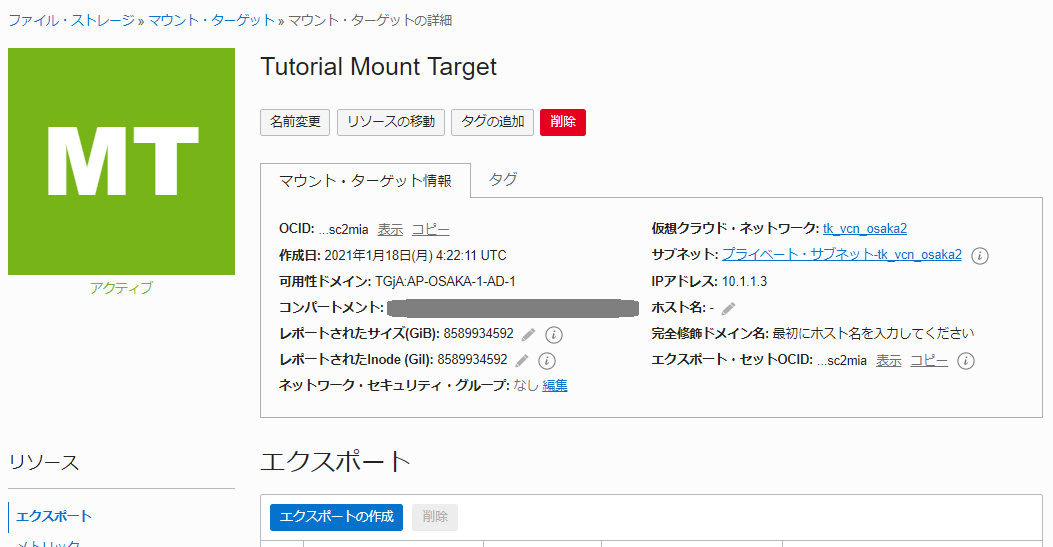 ファイル・ストレージ » マウント・ターゲット » マウント・ターゲットの詳細
MT
アクティブ
Tutorial Mount Target
名前変更 リソースの移動 タグの追加 削除
マウント・ターゲット情報 タグ
OCID: ...sc2mia 表示 コピー
作成日: 2021年1月18日(月) 4:22:11 UTC
可用性ドメイン: TGjA:AP-OSAKA-1-AD-1
コンパートメント:
レポートされたサイズ(GiB): 8589934592
レポートされたInode (GiI): 8589934592
ネットワーク・セキュリティ・グループ: なし 編集
仮想クラウド・ネットワーク: tk_vcn_osaka2
サブネット: プライベート・サブネット-tk_vcn_osaka2
IPアドレス: 10.1.1.3
ホスト名: -
完全修飾ドメイン名: 最初にホスト名を入力してください
エクスポート・セットOCID: ...sc2mia 表示 コピー
リソース
エクスポート
メトリック
エクスポート
エクスポートの作成 削除